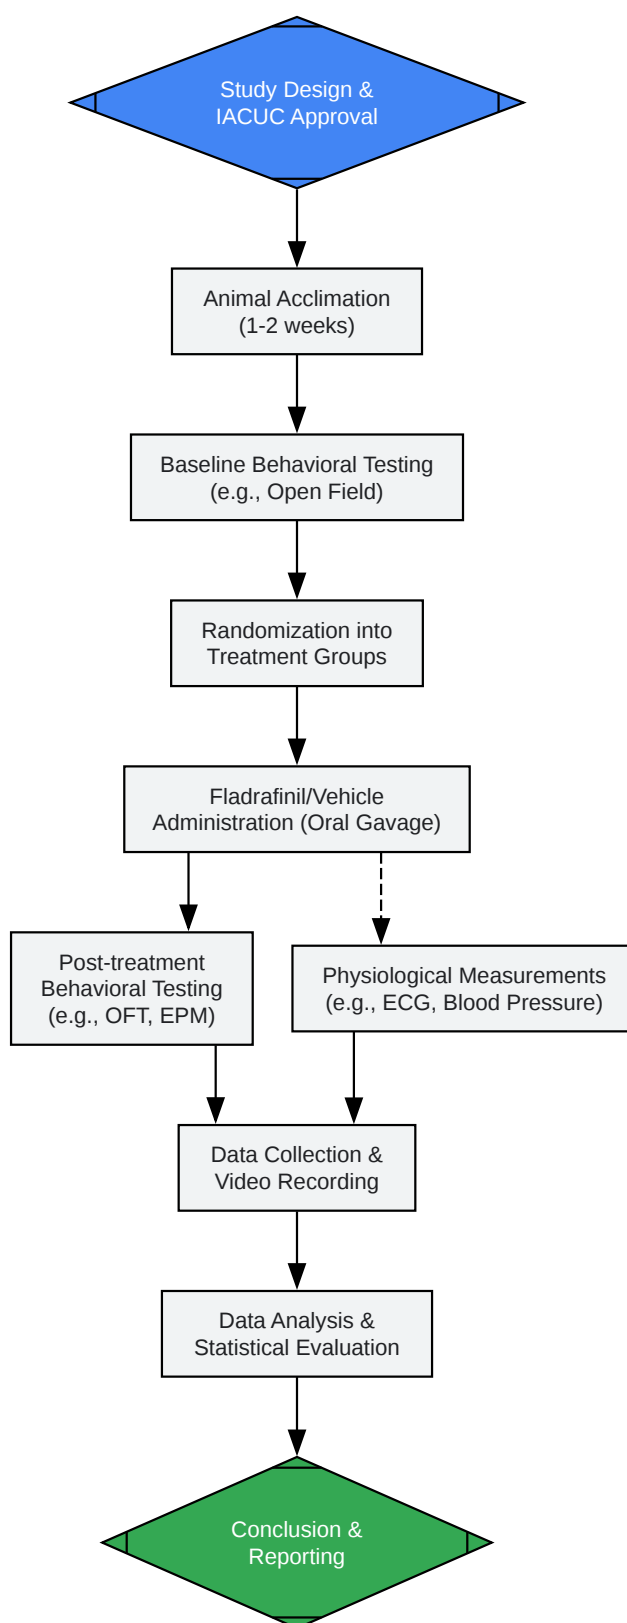 Study Design &
IACUC Approval
Animal Acclimation
(1-2 weeks)
Baseline Behavioral Testing
(e.g., Open Field)
Randomization into
Treatment Groups
Fladrafinil/Vehicle
Administration (Oral Gavage)
Post-treatment
Behavioral Testing
(e.g., OFT, EPM)
Physiological Measurements
(e.g., ECG, Blood Pressure)
Data Collection &
Video Recording
Data Analysis &
Statistical Evaluation
Conclusion &
Reporting